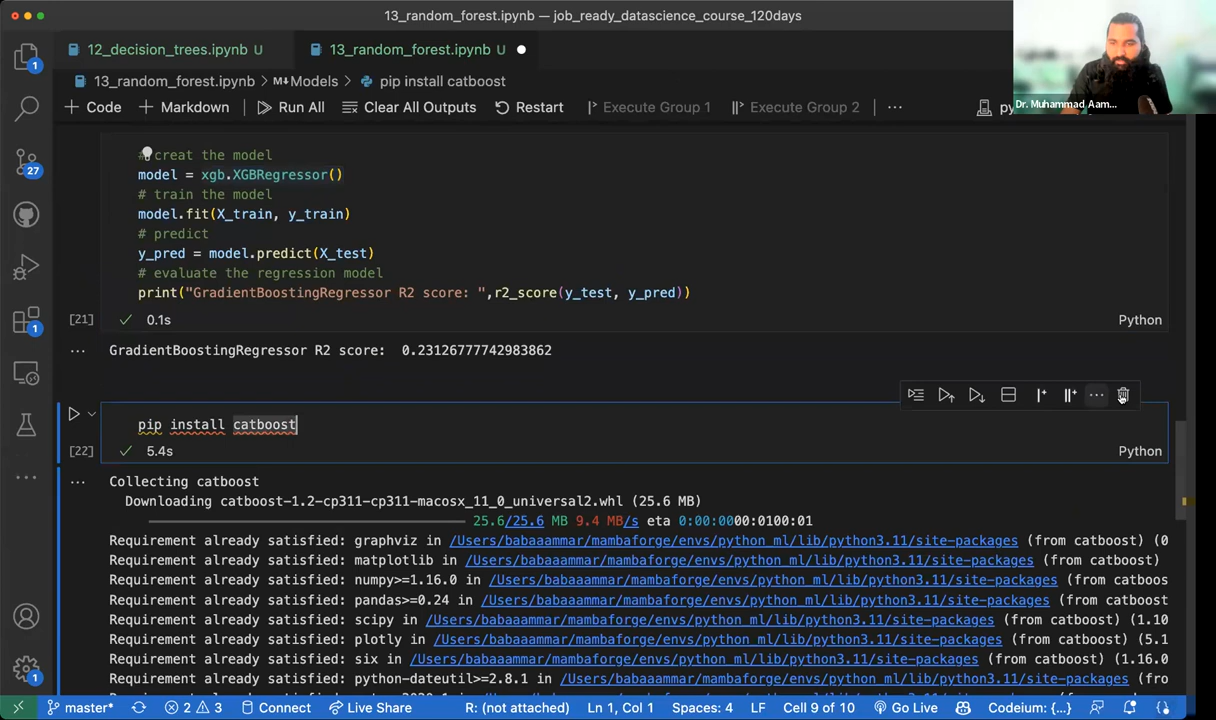 13_random_forest.ipynb — job_ready_datascience_course_120days
12_decision_trees.ipynb U
13_random_forest.ipynb U
13_random_forest.ipynb > M↓Models > pip install catboost
+ Code + Markdown Run All Clear All Outputs Restart Execute Group 1 Execute Group 2 ...
py
Dr. Muhammad Aam...
1
27
1
1
# creat the model
model = xgb.XGBRegressor()
# train the model
model.fit(X_train, y_train)
# predict
y_pred = model.predict(X_test)
# evaluate the regression model
print("GradientBoostingRegressor R2 score: ",r2_score(y_test, y_pred))
[21] 0.1s Python
GradientBoostingRegressor R2 score: 0.23126777742983862
pip install catboost
[22] 5.4s Python
Collecting catboost
Downloading catboost-1.2-cp311-cp311-macosx_11_0_universal2.whl (25.6 MB)
25.6/25.6 MB 9.4 MB/s eta 0:00:0000:0100:01
Requirement already satisfied: graphviz in /Users/babaaammar/mambaforge/envs/python_ml/lib/python3.11/site-packages (from catboost) (0
Requirement already satisfied: matplotlib in /Users/babaaammar/mambaforge/envs/python_ml/lib/python3.11/site-packages (from catboost)
Requirement already satisfied: numpy>=1.16.0 in /Users/babaaammar/mambaforge/envs/python_ml/lib/python3.11/site-packages (from catboos
Requirement already satisfied: pandas>=0.24 in /Users/babaaammar/mambaforge/envs/python_ml/lib/python3.11/site-packages (from catboost
Requirement already satisfied: scipy in /Users/babaaammar/mambaforge/envs/python_ml/lib/python3.11/site-packages (from catboost) (1.10
Requirement already satisfied: plotly in /Users/babaaammar/mambaforge/envs/python_ml/lib/python3.11/site-packages (from catboost) (5.1
Requirement already satisfied: six in /Users/babaaammar/mambaforge/envs/python_ml/lib/python3.11/site-packages (from catboost) (1.16.0
Requirement already satisfied: python-dateutil>=2.8.1 in /Users/babaaammar/mambaforge/envs/python_ml/lib/python3.11/site-packages (fro
master* 2 3 Connect Live Share R: (not attached) Ln 1, Col 1 Spaces: 4 LF Cell 9 of 10 Go Live Codeium: {...}